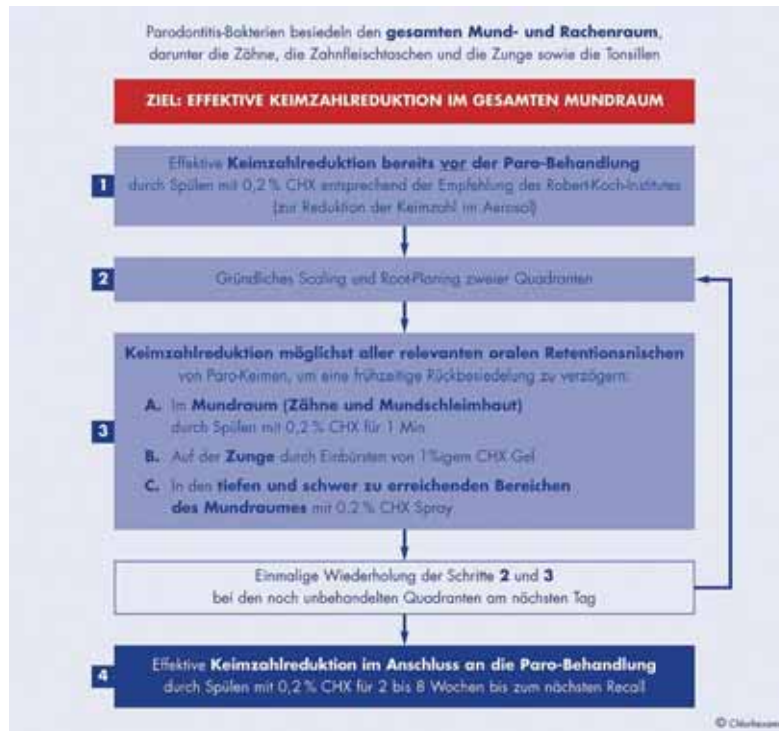 Parodontitis-Bakterien besiedeln den gesamten Mund- und Rachenraum,
darunter die Zähne, die Zahnfleischtaschen und die Zunge sowie die Tonsillen
ZIEL: EFFEKTIVE KEIMZAHLREDUKTION IM GESAMTEN MUNDRAUM
1
Effektive Keimzahlreduktion bereits vor der Paro-Behandlung
durch Spülen mit 0,2 % CHX entsprechend der Empfehlung des Robert-Koch-Institutes
(zur Reduktion der Keimzahl im Aerosol)
2
Gründliches Scaling und Root-Planing zweier Quadranten
3
Keimzahlreduktion möglichst aller relevanten oralen Retentionsnischen
von Paro-Keimen, um eine frühzeitige Rückbesiedelung zu verzögern:
A. Im Mundraum (Zähne und Mundschleimhaut)
durch Spülen mit 0,2 % CHX für 1 Min
B. Auf der Zunge durch Einbürsten von 1%igem CHX Gel
C. In den tiefen und schwer zu erreichenden Bereichen
des Mundraumes mit 0,2 % CHX Spray
Einmalige Wiederholung der Schritte 2 und 3
bei den noch unbehandelten Quadranten am nächsten Tag
4
Effektive Keimzahlreduktion im Anschluss an die Paro-Behandlung
durch Spülen mit 0,2 % CHX für 2 bis 8 Wochen bis zum nächsten Recall